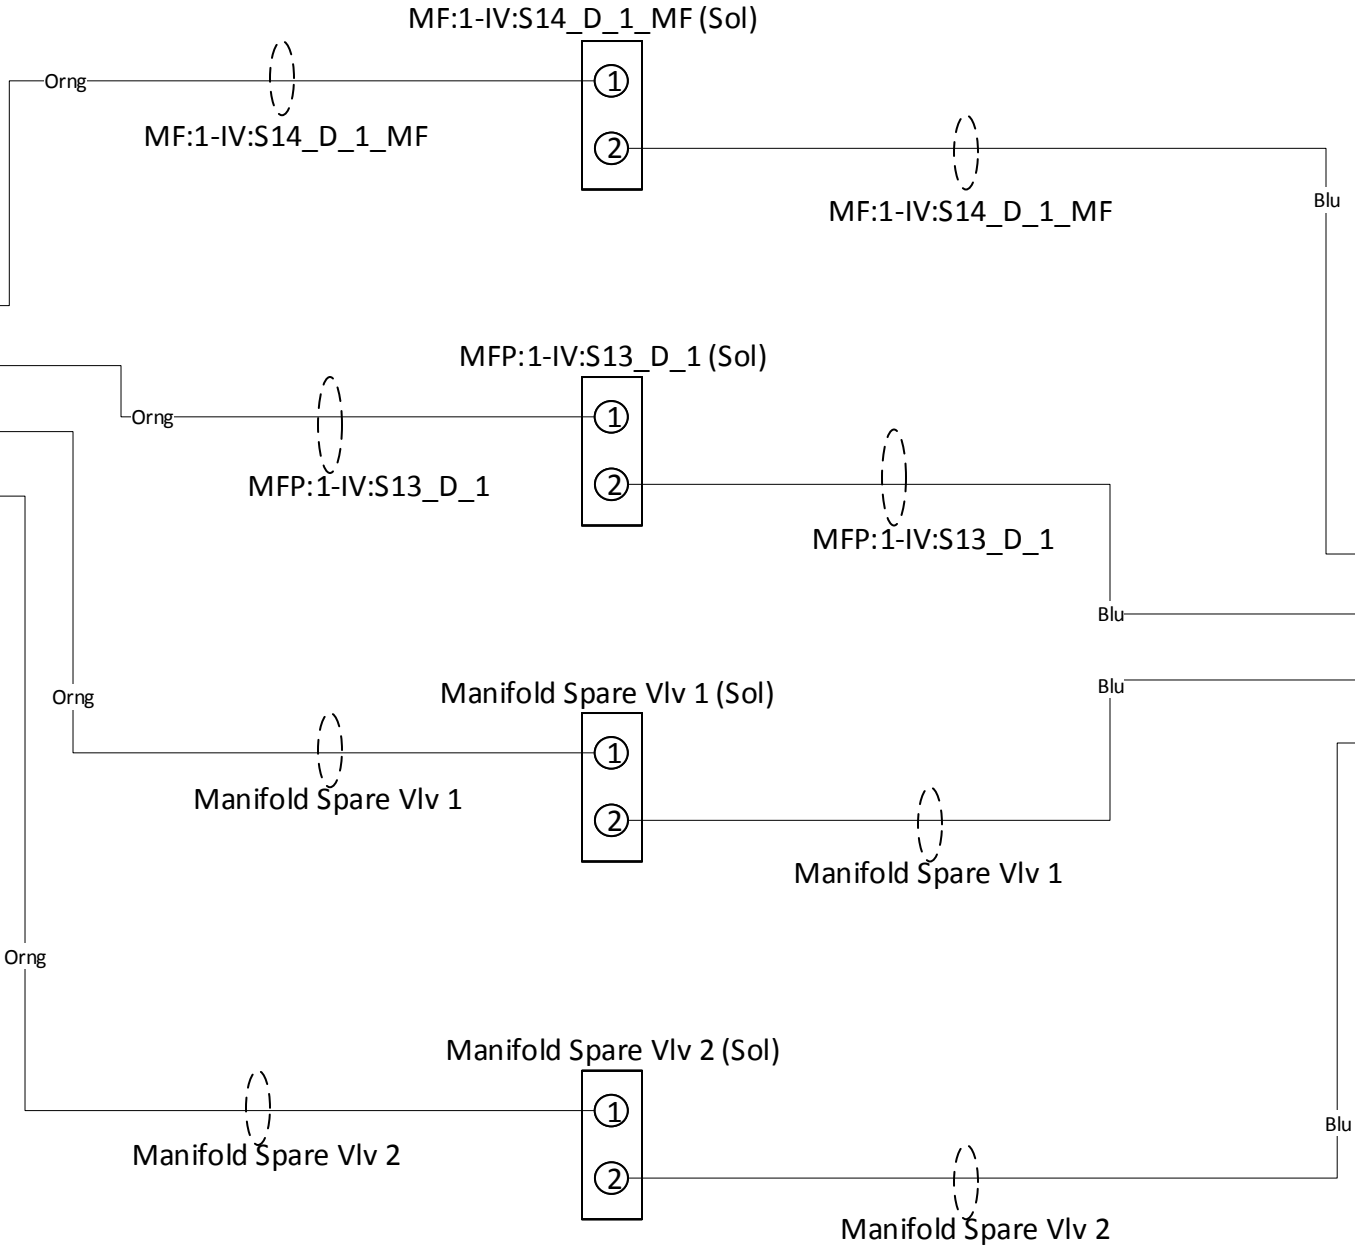 MF:1-IV:S14_D_1_MF (Sol)
Orng
1
MF:1-IV:S14_D_1_MF
2
Blu
MF:1-IV:S14_D_1_MF
MFP:1-IV:S13_D_1 (Sol)
Orng
1
MFP:1-IV:S13_D_1
2
MFP:1-IV:S13_D_1
Blu
Orng
Manifold Spare Vlv 1 (Sol)
Blu
1
Manifold Spare Vlv 1
2
Manifold Spare Vlv 1
Orng
Manifold Spare Vlv 2 (Sol)
1
Blu
Manifold Spare Vlv 2
2
Manifold Spare Vlv 2